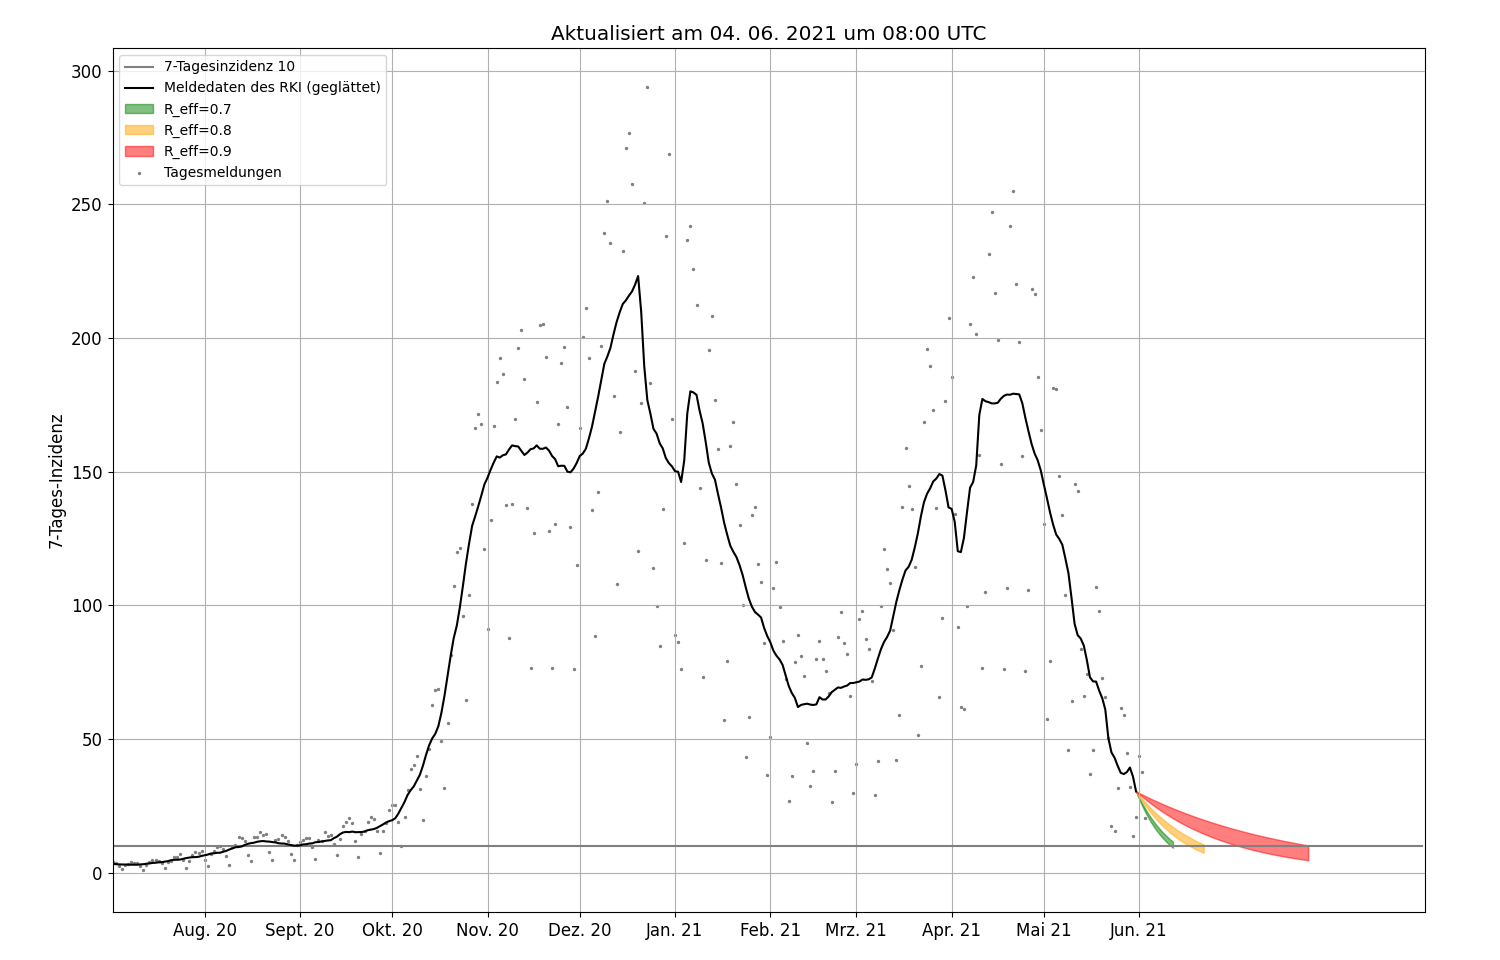 Aktualisiert am 04. 06. 2021 um 08:00 UTC
7-Tagesinzidenz 10
Meldedaten des RKI (geglättet)
R_eff=0.7
R_eff=0.8
R_eff=0.9
Tagesmeldungen
7-Tages-Inzidenz
300
250
200
150
100
50
0
Aug. 20
Sept. 20
Okt. 20
Nov. 20
Dez. 20
Jan. 21
Feb. 21
Mrz. 21
Apr. 21
Mai 21
Jun. 21